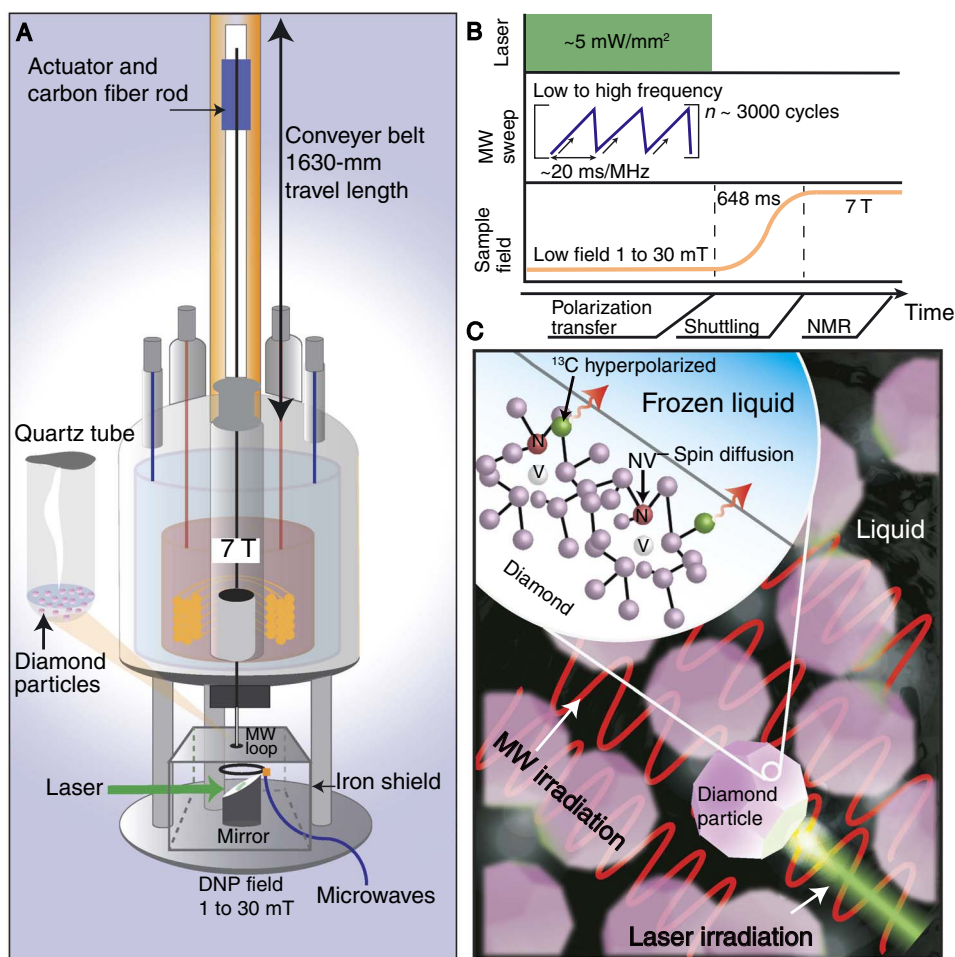 A
Actuator and
carbon fiber rod
Conveyer belt
1630-mm
travel length
Quartz tube
7 T
Diamond
particles
MW
loop
Laser
Iron shield
Mirror
DNP field
1 to 30 mT
Microwaves
B
Laser
~5 mW/mm²
MW
sweep
Low to high frequency
n ~ 3000 cycles
~20 ms/MHz
Sample
field
648 ms
7 T
Low field 1 to 30 mT
Polarization
transfer
Shuttling
NMR
Time
C
¹³C hyperpolarized
Frozen liquid
N
V
NV
Spin diffusion
N
V
Diamond
Liquid
MW irradiation
Diamond
particle
Laser irradiation